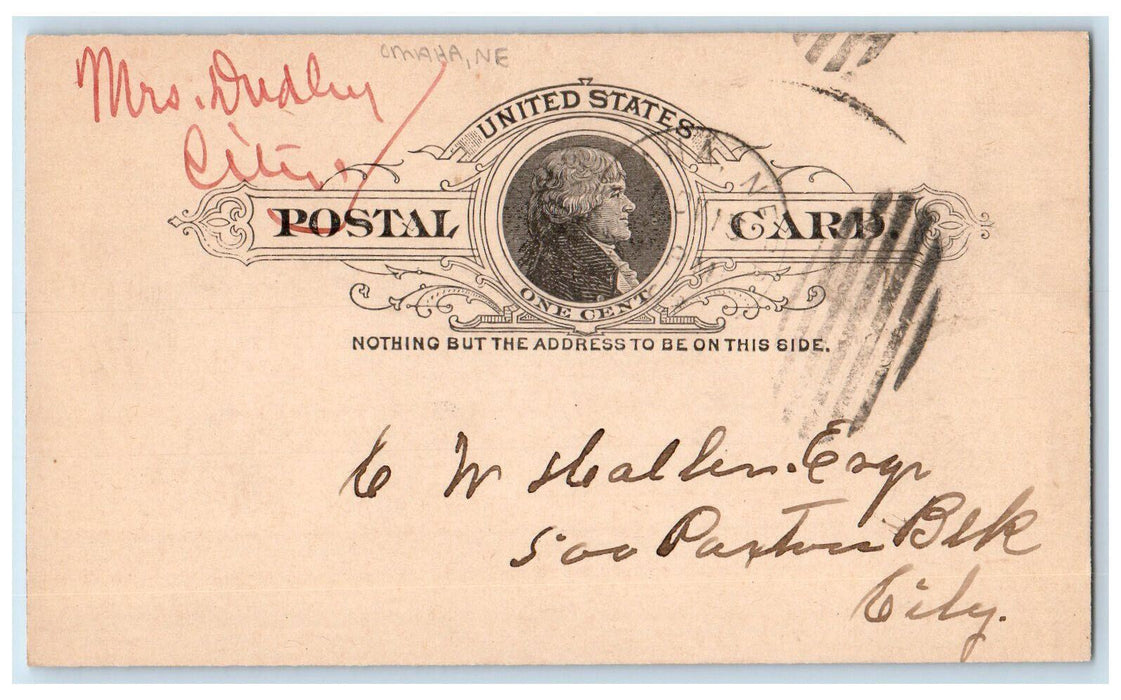 OMAHA, NE
Mrs. Dudley
City.
UNITED STATES
POSTAL CARD.
ONE CENT
NOTHING BUT THE ADDRESS TO BE ON THIS SIDE.
C W Haller. Esqr
500 Paxton Blk
City.